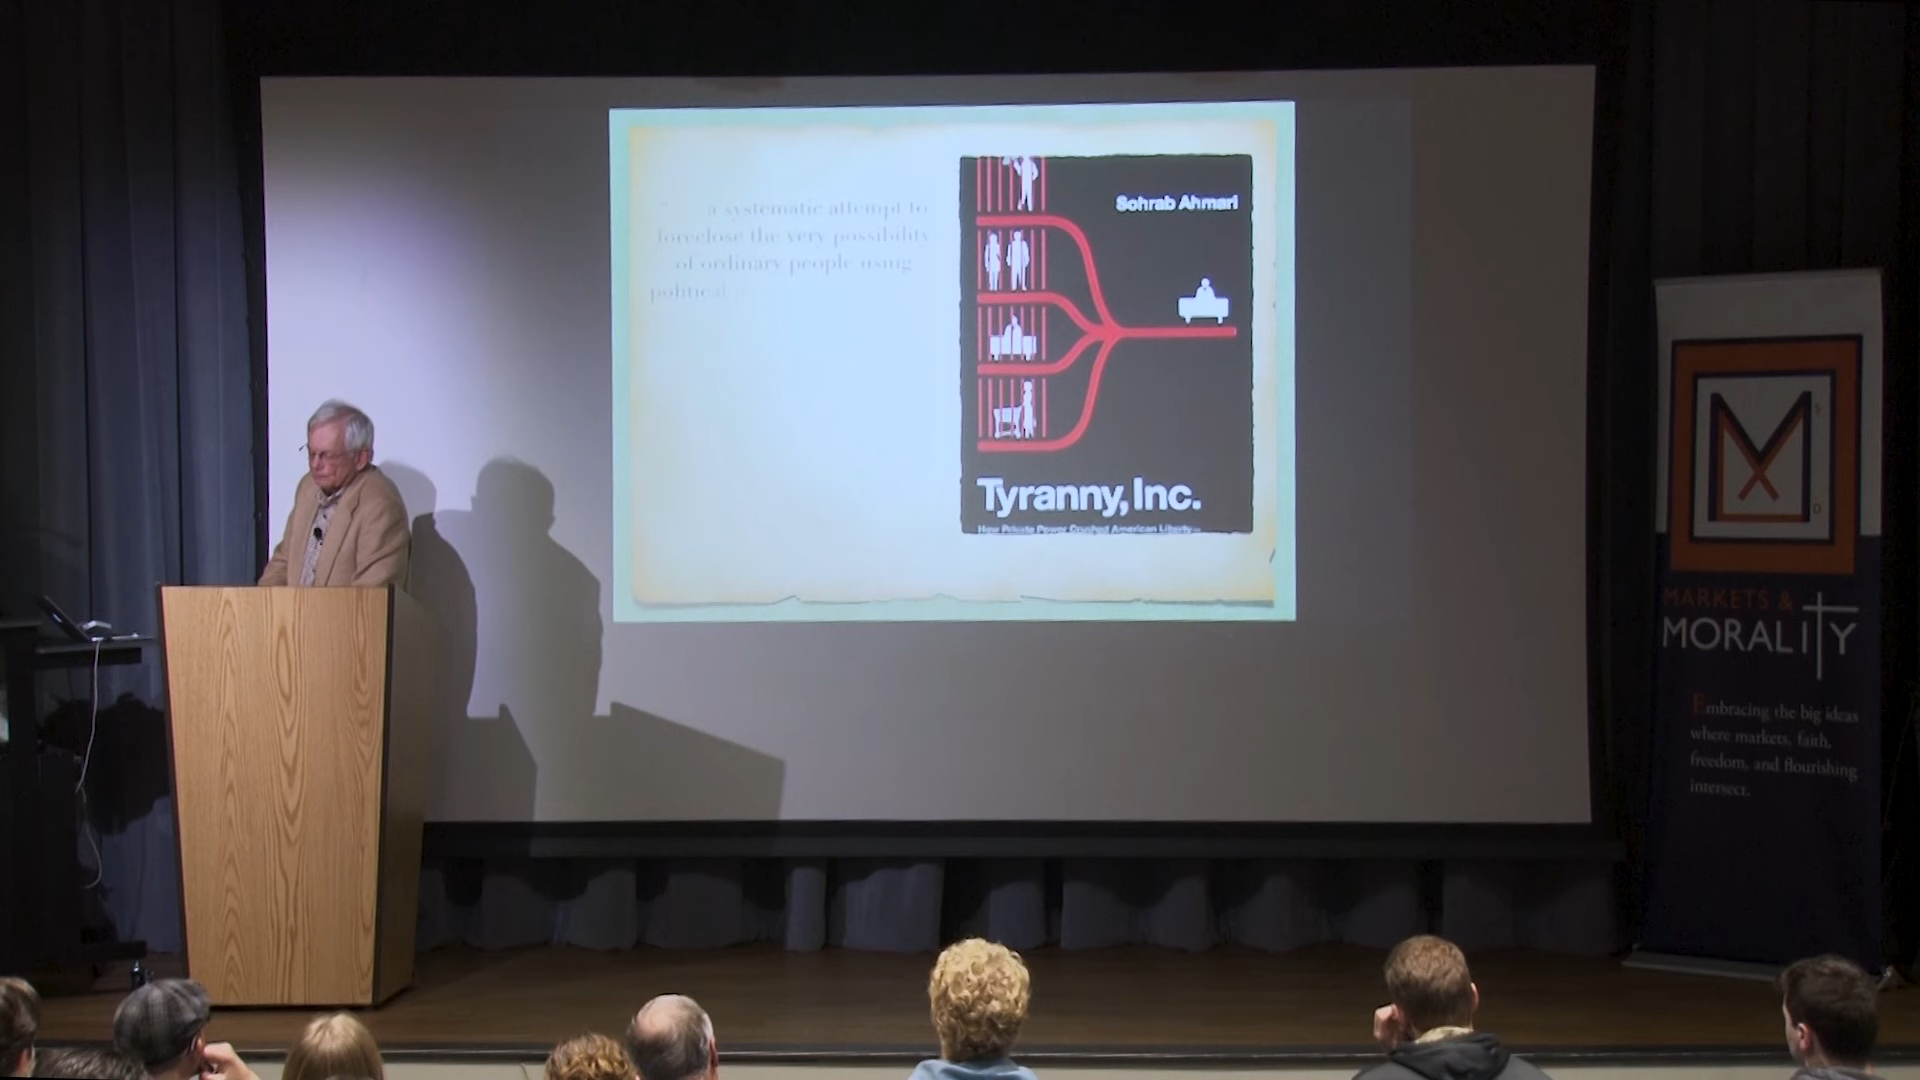 a systematic attempt to
foreclose the very possibility
of ordinary people using
political
Sohrab Ahmari
Tyranny, Inc.
How Private Power Crushed American Liberty
MARKETS &
MORALITY
Embracing the big ideas
where markets, faith,
freedom, and flourishing
intersect.